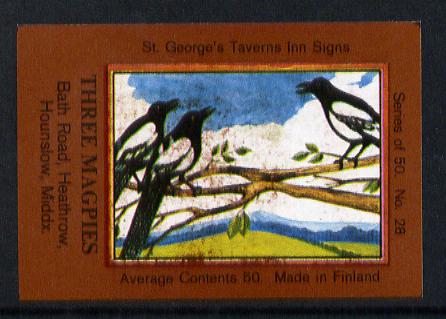 St. George's Taverns Inn Signs
THREE MAGPIES
Bath Road, Heathrow,
Hounslow, Middx.
Series of 50. No. 28
Average Contents 50. Made in Finland